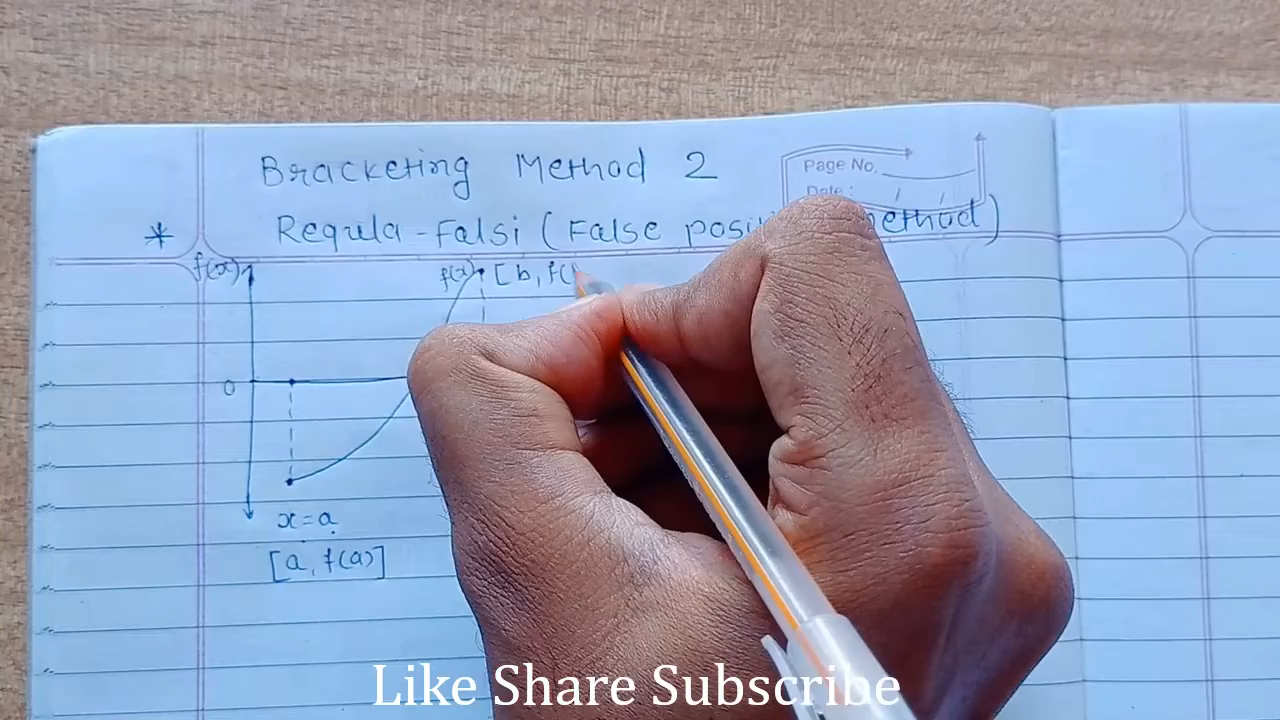 Bracketing Method 2
Page No.
Date :
* Regula-Falsi (False posi ethod)
f(x) f(x) [b, f(
0
x=a
[a, f(a)]
Like Share Subscribe